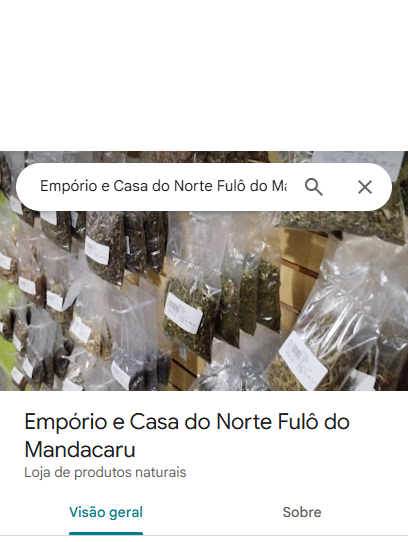 Empório e Casa do Norte Fulô do Ma
Empório e Casa do Norte Fulô do
Mandacaru
Loja de produtos naturais
Visão geral
Sobre